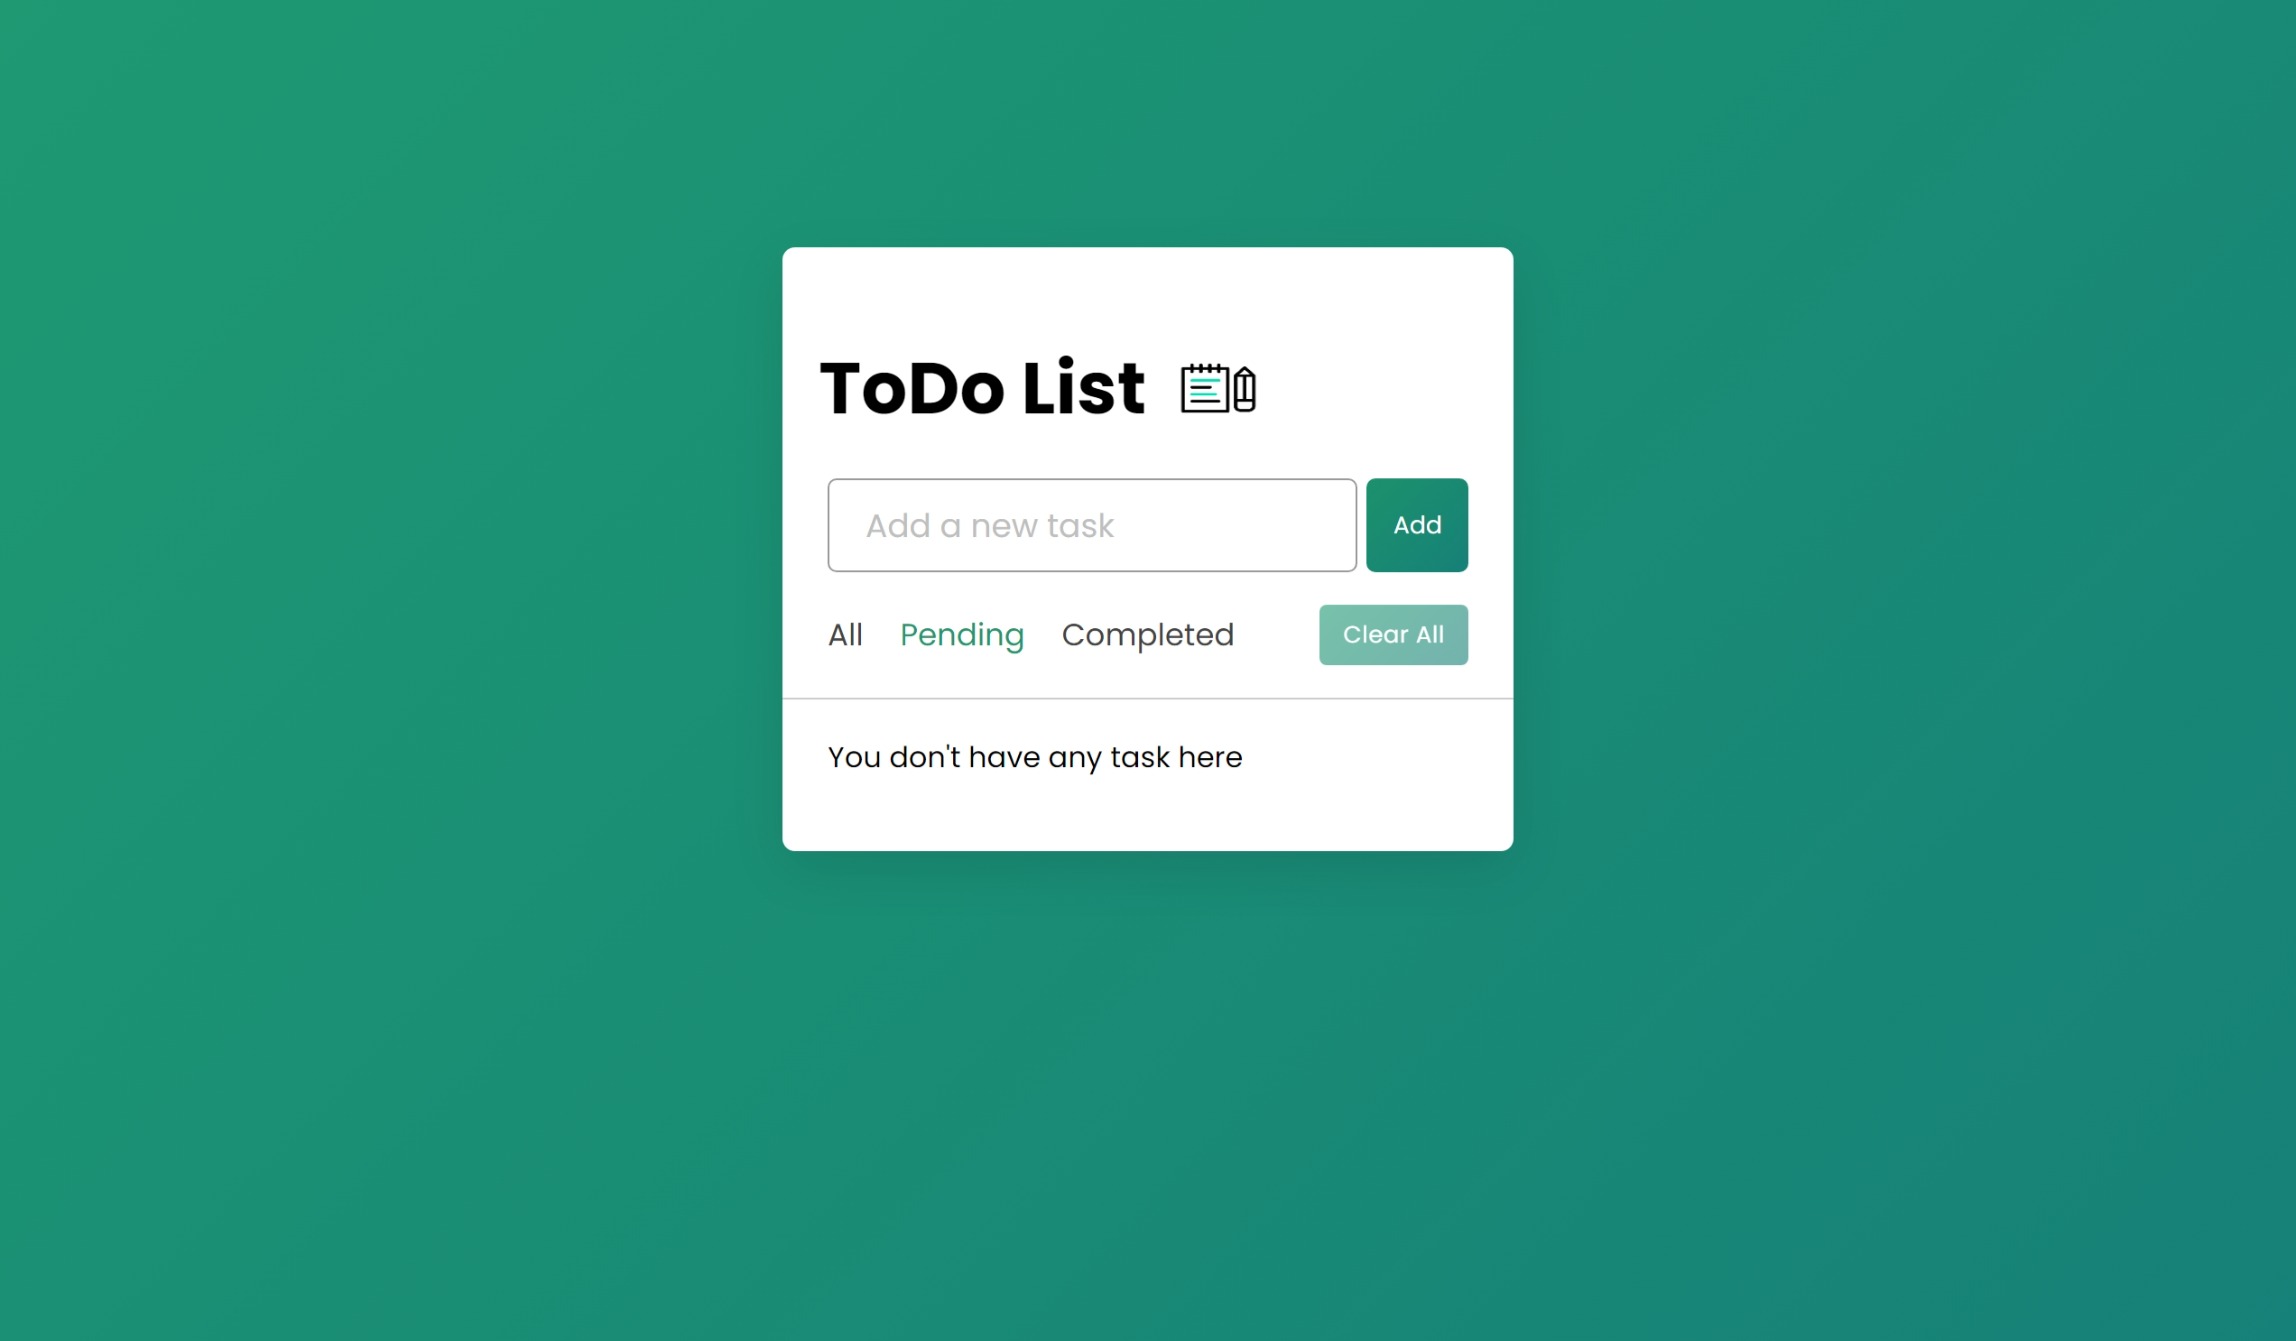 ToDo List
Add a new task
Add
All Pending Completed
Clear All
You don't have any task here